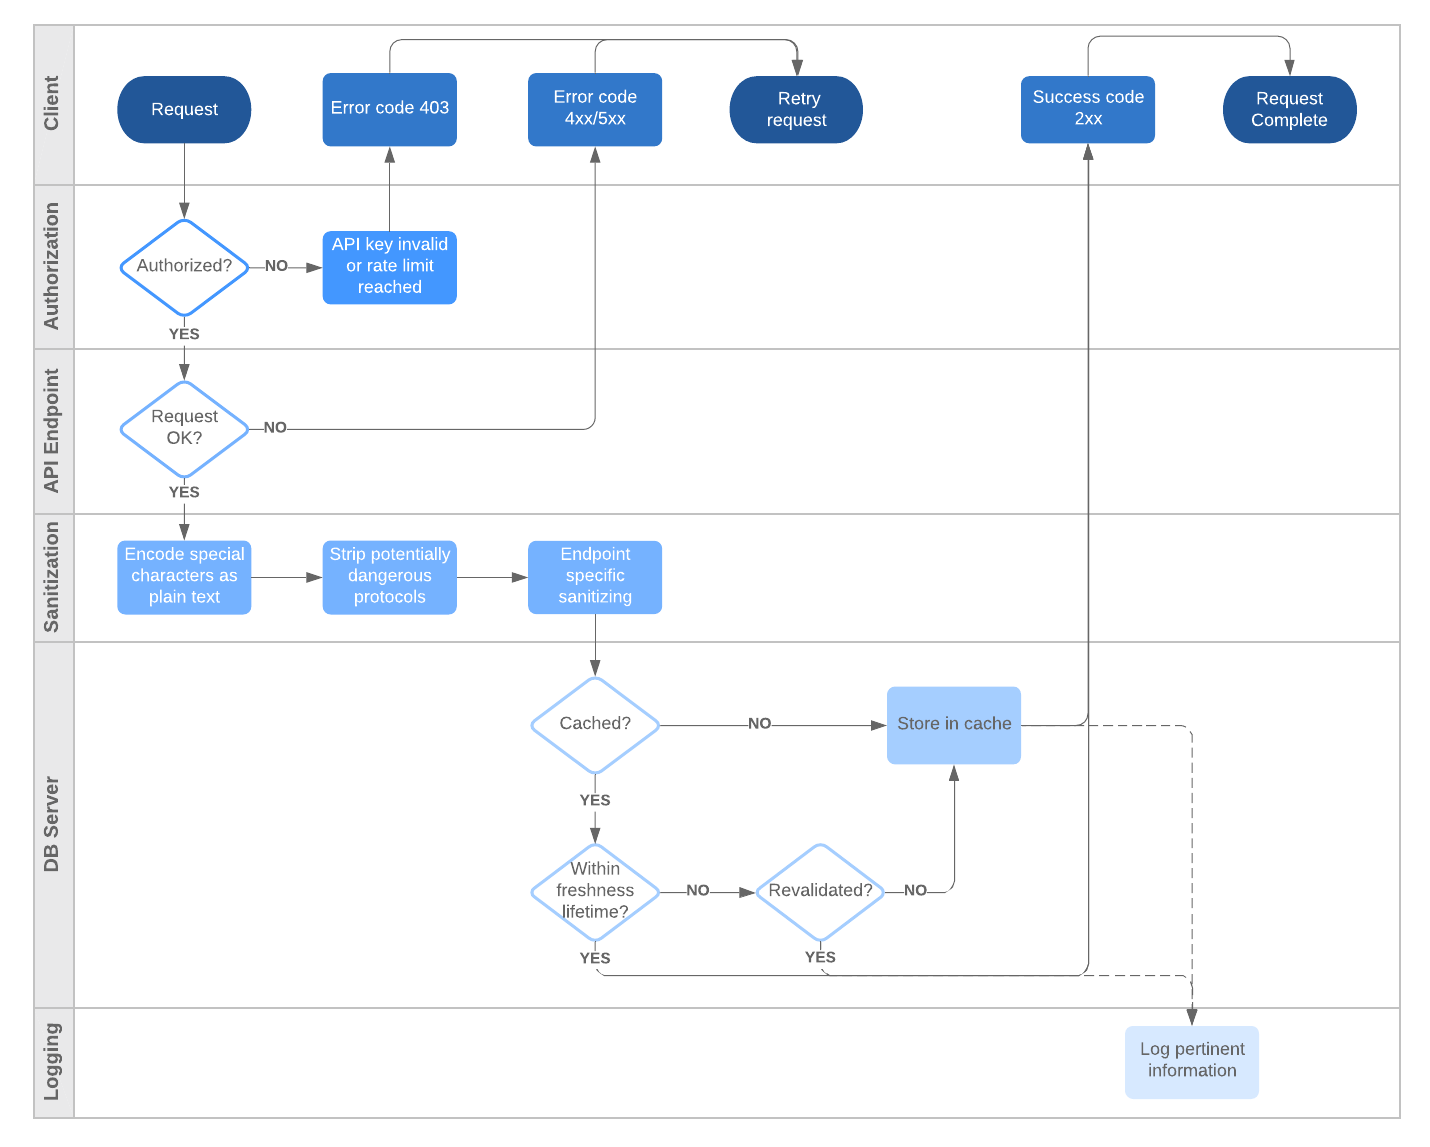 Client
Request
Error code 403
Error code
4xx/5xx
Retry
request
Success code
2xx
Request
Complete
Authorization
Authorized?
NO
API key invalid
or rate limit
reached
YES
API Endpoint
Request
OK?
NO
YES
Sanitization
Encode special
characters as
plain text
Strip potentially
dangerous
protocols
Endpoint
specific
sanitizing
DB Server
Cached?
NO
Store in cache
YES
Within
freshness
lifetime?
NO
Revalidated?
NO
YES
YES
Logging
Log pertinent
information